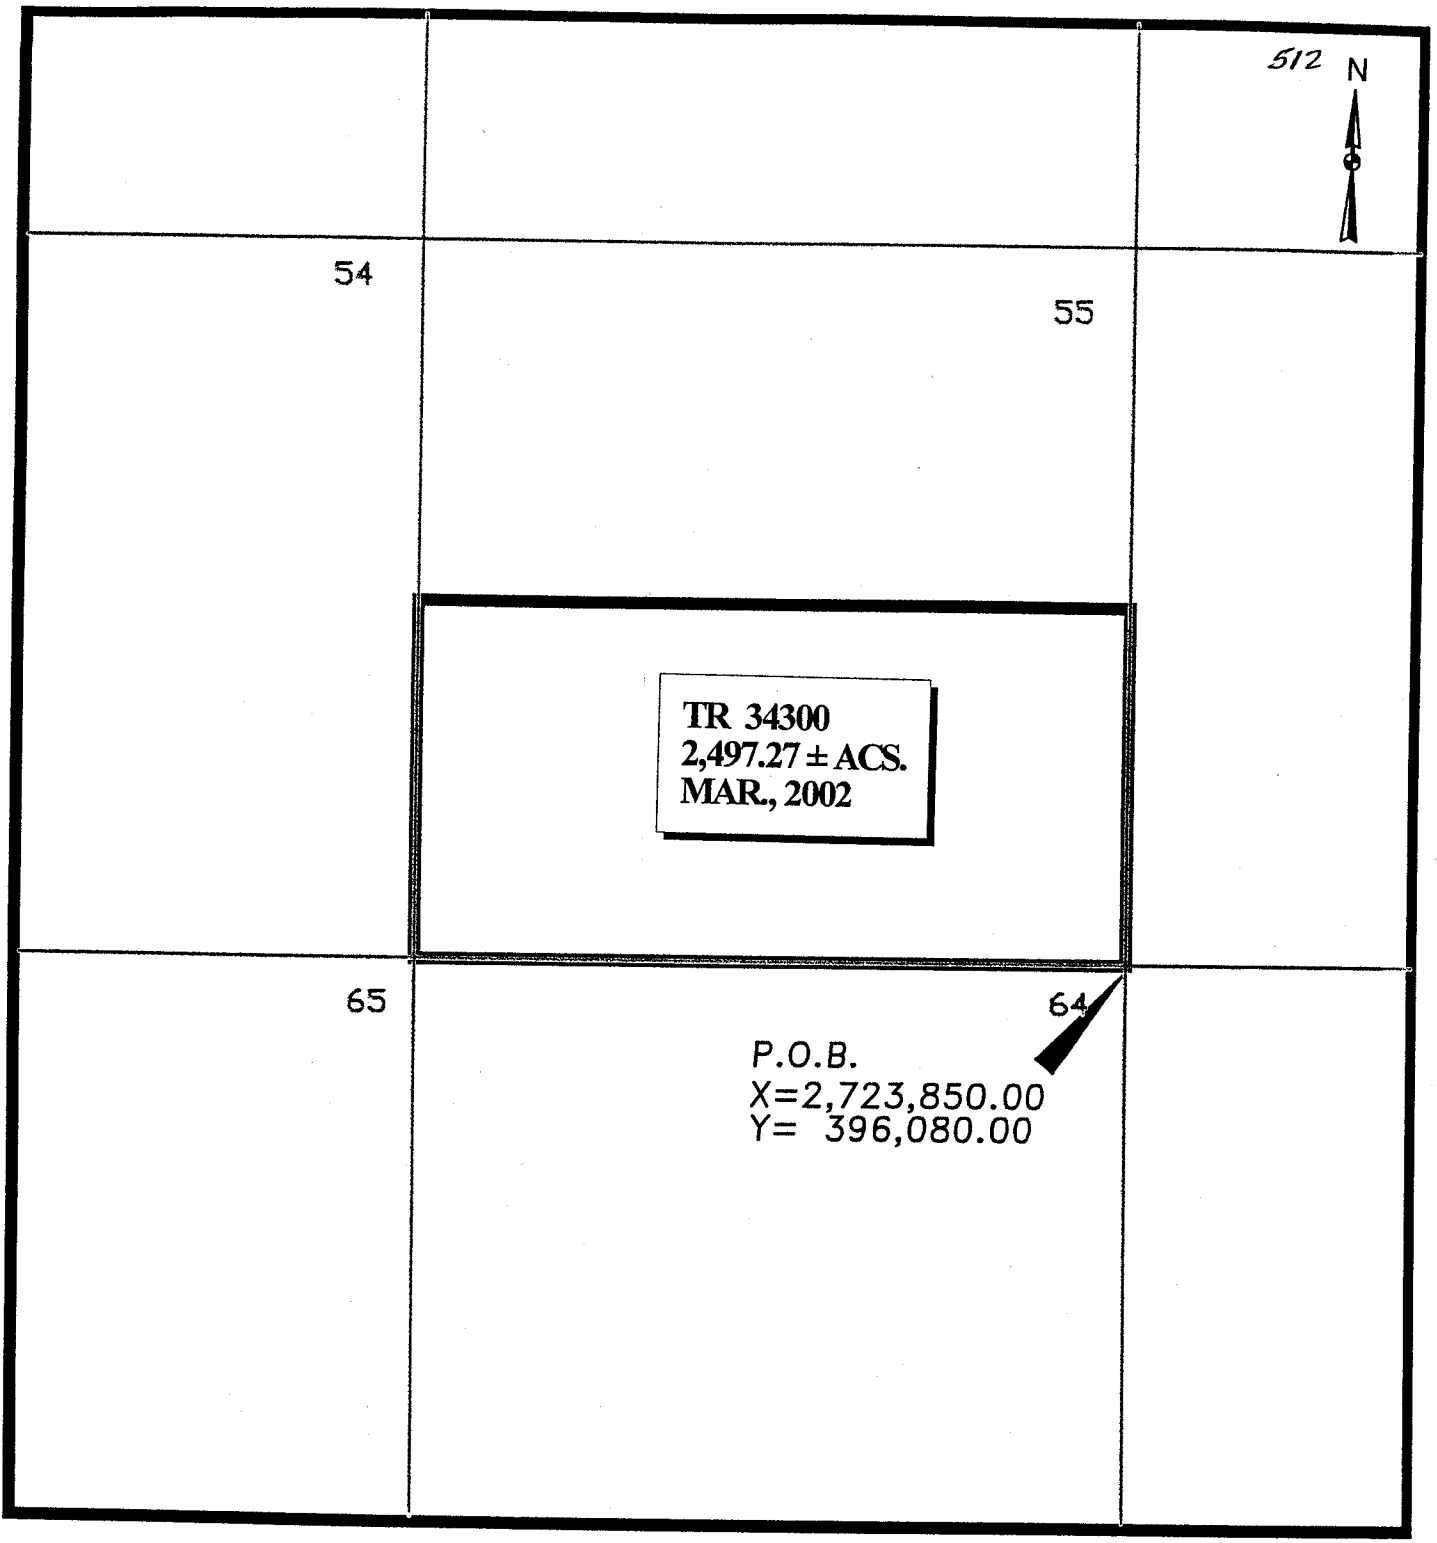 512
N
54
55
TR 34300
2,497.27 ± ACS.
MAR., 2002
65
64
P.O.B.
X=2,723,850.00
Y= 396,080.00